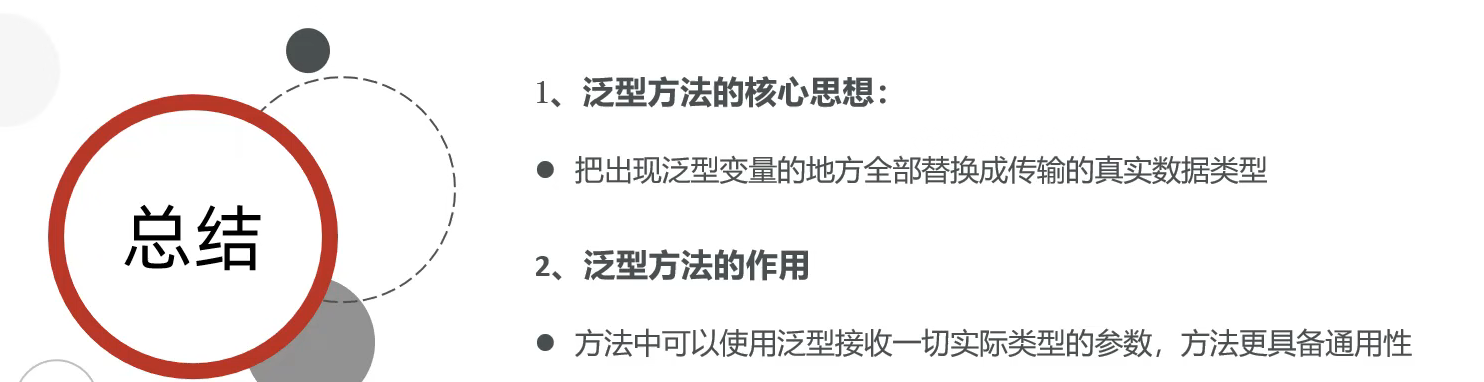 总结
1、泛型方法的核心思想：
● 把出现泛型变量的地方全部替换成传输的真实数据类型
2、泛型方法的作用
● 方法中可以使用泛型接收一切实际类型的参数，方法更具备通用性